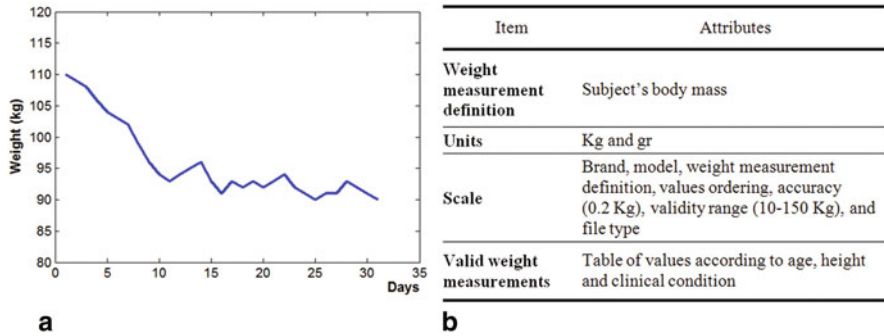 120
115
110
105
100
95
90
85
80
Weight (kg)
0
5
10
15
20
25
30
35
Days
a
Item Attributes
Weight
measurement
definition
Subject's body mass
Units Kg and gr
Scale
Brand, model, weight measurement
definition, values ordering, accuracy
(0.2 Kg), validity range (10-150 Kg), and
file type
Valid weight
measurements
Table of values according to age, height
and clinical condition
b